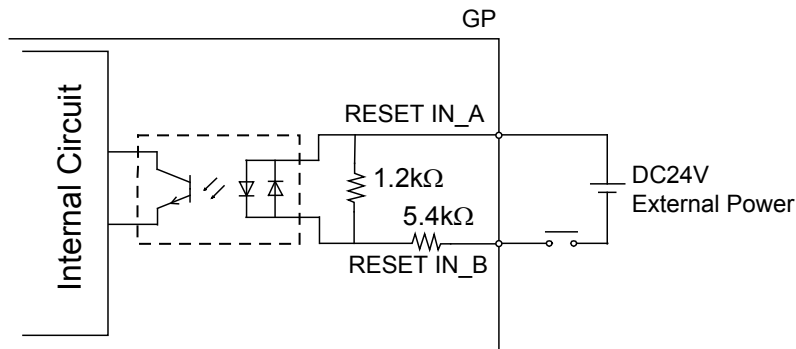 GP
Internal Circuit
RESET IN_A
1.2kΩ
5.4kΩ
RESET IN_B
DC24V
External Power